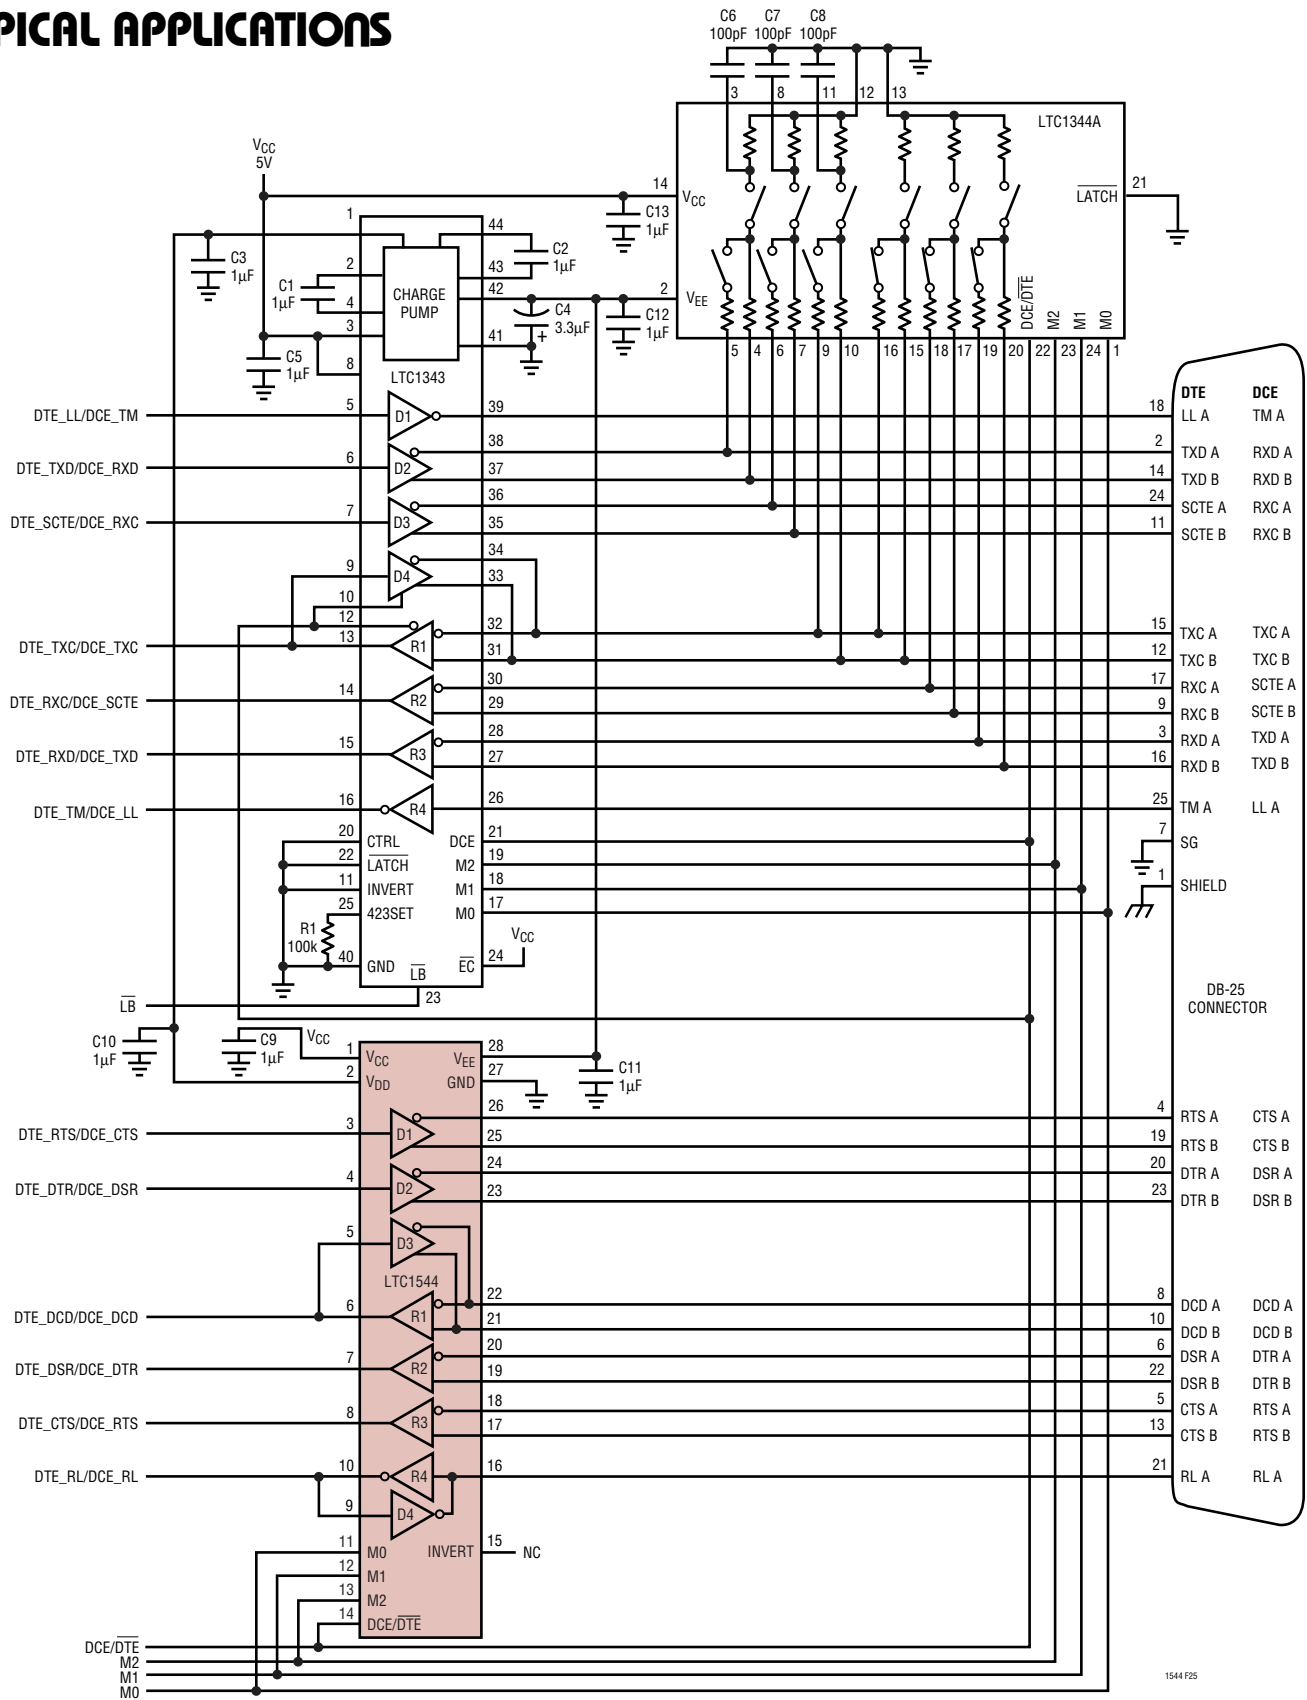 PICAL APPLICATIONS
C6 C7 C8
100pF 100pF 100pF
3 8 11 12 13
LTC1344A
VCC
5V
14
VCC
LATCH
21
C13
1µF
1
44
C3
1µF
2
C2
1µF
43
C1
1µF
CHARGE
PUMP
42
2
VEE
4
C4
3.3µF
+
C12
1µF
DCE/DTE
M2
M1
M0
3
41
C5
1µF
8
5 4 6 7 9 10 16 15 18 17 19 20 22 23 24 1
LTC1343
DTE DCE
DTE_LL/DCE_TM 5 D1 39 18 LL A TM A
38 2 TXD A RXD A
DTE_TXD/DCE_RXD 6 D2 37 14 TXD B RXD B
36 24 SCTE A RXC A
DTE_SCTE/DCE_RXC 7 D3 35 11 SCTE B RXC B
34
9 D4 33
10
12 32 15 TXC A TXC A
DTE_TXC/DCE_TXC 13 R1 31 12 TXC B TXC B
30 17 RXC A SCTE A
DTE_RXC/DCE_SCTE 14 R2 29 9 RXC B SCTE B
28 3 RXD A TXD A
DTE_RXD/DCE_TXD 15 R3 27 16 RXD B TXD B
DTE_TM/DCE_LL 16 R4 26 25 TM A LL A
20 CTRL DCE 21 7 SG
22 LATCH M2 19
11 INVERT M1 18 1 SHIELD
25 423SET M0 17
R1
100k
VCC
40 GND LB EC 24
LB 23
DB-25
CONNECTOR
C10
1µF
C9
1µF
VCC
1 VCC VEE 28
2 VDD GND 27
C11
1µF
26 4 RTS A CTS A
DTE_RTS/DCE_CTS 3 D1 25 19 RTS B CTS B
24 20 DTR A DSR A
DTE_DTR/DCE_DSR 4 D2 23 23 DTR B DSR B
5 D3
LTC1544
22 8 DCD A DCD A
DTE_DCD/DCE_DCD 6 R1 21 10 DCD B DCD B
20 6 DSR A DTR A
DTE_DSR/DCE_DTR 7 R2 19 22 DSR B DTR B
18 5 CTS A RTS A
DTE_CTS/DCE_RTS 8 R3 17 13 CTS B RTS B
DTE_RL/DCE_RL 10 R4 16 21 RL A RL A
9 D4
11 M0 INVERT 15 NC
12 M1
13 M2
14 DCE/DTE
DCE/DTE
M2
M1
M0
1544 F25